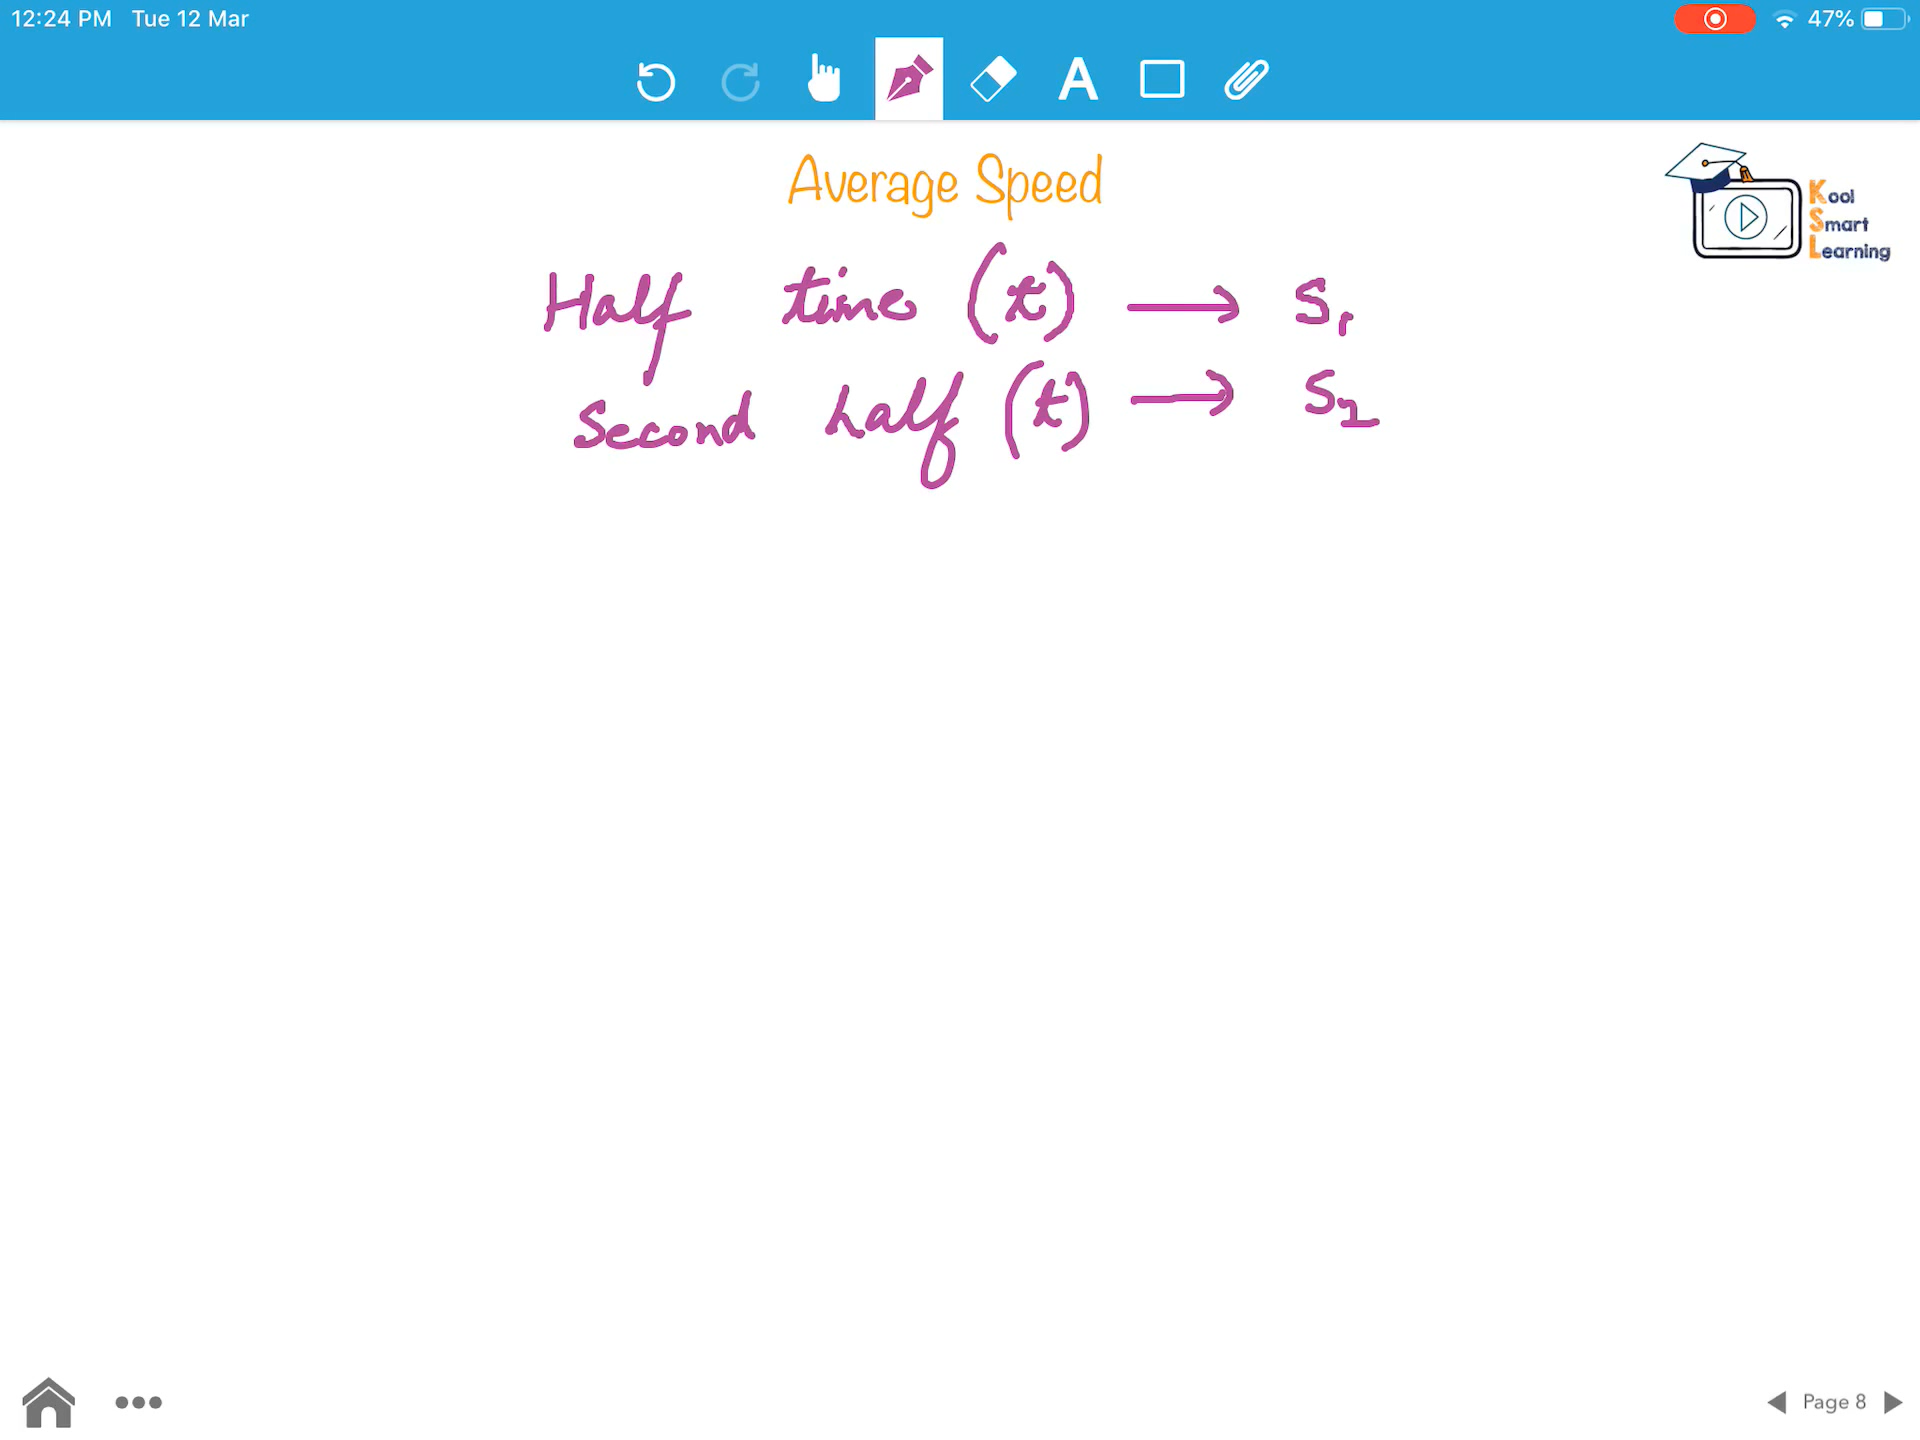 12:24 PM Tue 12 Mar 47%
A
Average Speed
Kool
Smart
Learning
Half time (t) → S₁
Second half (t) → S₂
Page 8